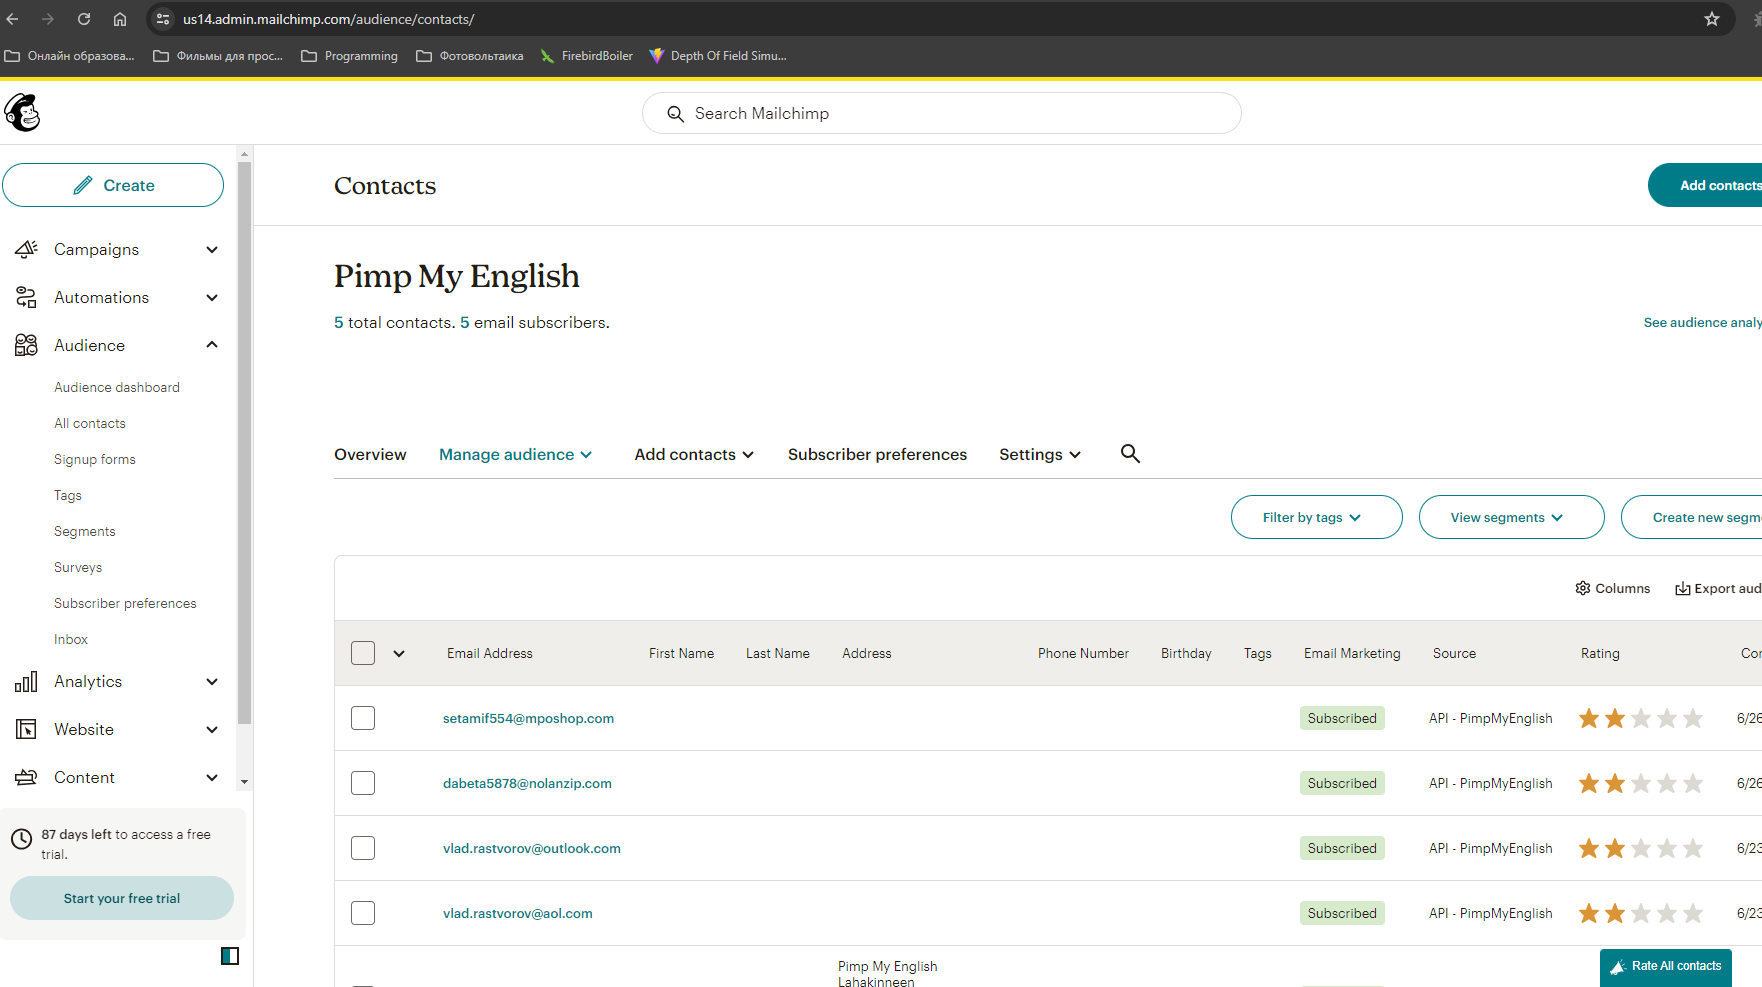 us14.admin.mailchimp.com/audience/contacts/
Онлайн образова... Фильмы для прос... Programming Фотовольтаика FirebirdBoiler Depth Of Field Simu...
Search Mailchimp
Create
Campaigns
Automations
Audience
Audience dashboard
All contacts
Signup forms
Tags
Segments
Surveys
Subscriber preferences
Inbox
Analytics
Website
Content
87 days left to access a free
trial.
Start your free trial
Contacts
Add contacts
Pimp My English
5 total contacts. 5 email subscribers.
See audience analy
Overview Manage audience Add contacts Subscriber preferences Settings
Filter by tags View segments Create new segm
Columns Export aud
Email Address First Name Last Name Address Phone Number Birthday Tags Email Marketing Source Rating Con
setamif554@mposhop.com Subscribed API - PimpMyEnglish 6/26
dabeta5878@nolanzip.com Subscribed API - PimpMyEnglish 6/26
vlad.rastvorov@outlook.com Subscribed API - PimpMyEnglish 6/23
vlad.rastvorov@aol.com Subscribed API - PimpMyEnglish 6/23
Pimp My English
Lahakinneen
Rate All contacts